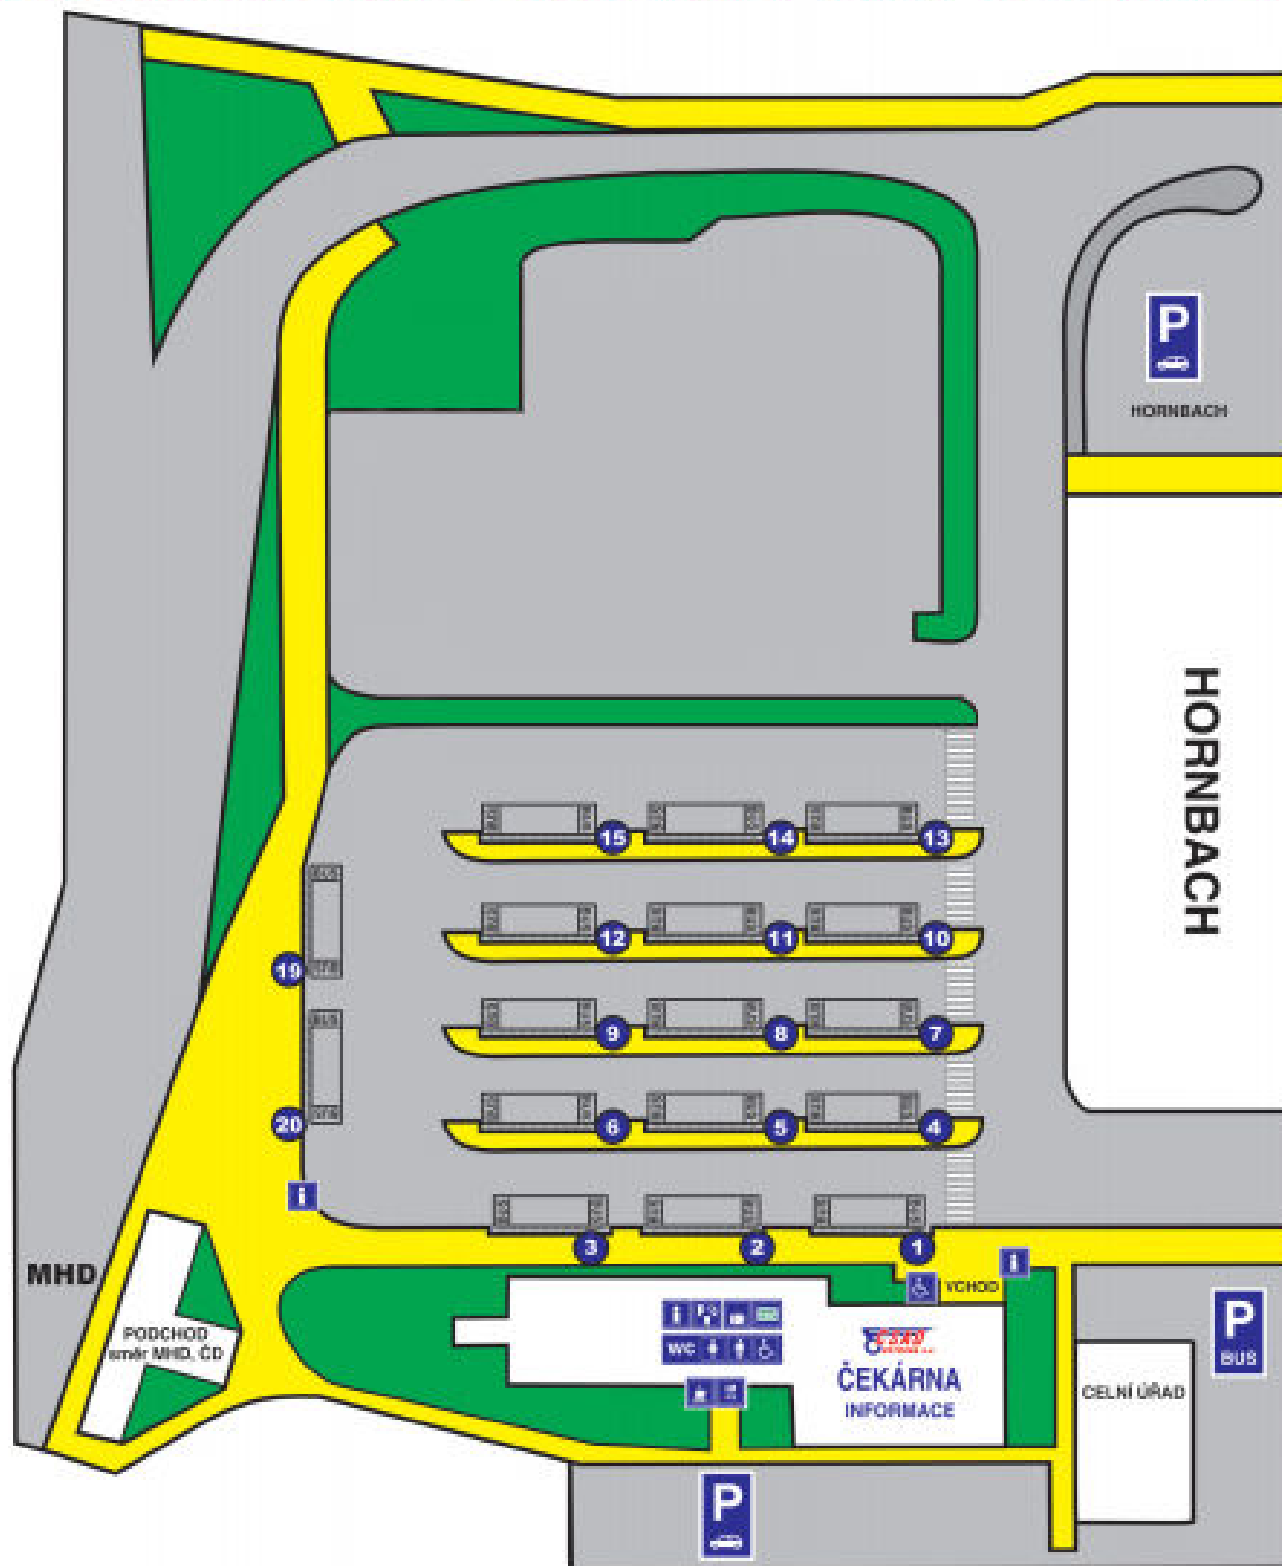 P
HORNBACH
HORNBACH
15
14
13
12
11
10
19
9
8
7
20
6
5
4
i
3
2
1
MHD
i
VCHOD
PODCHOD
směr MHD, ČD
i
WC
ČSAD
ČEKÁRNA
INFORMACE
P
BUS
CELNÍ ÚŘAD
P